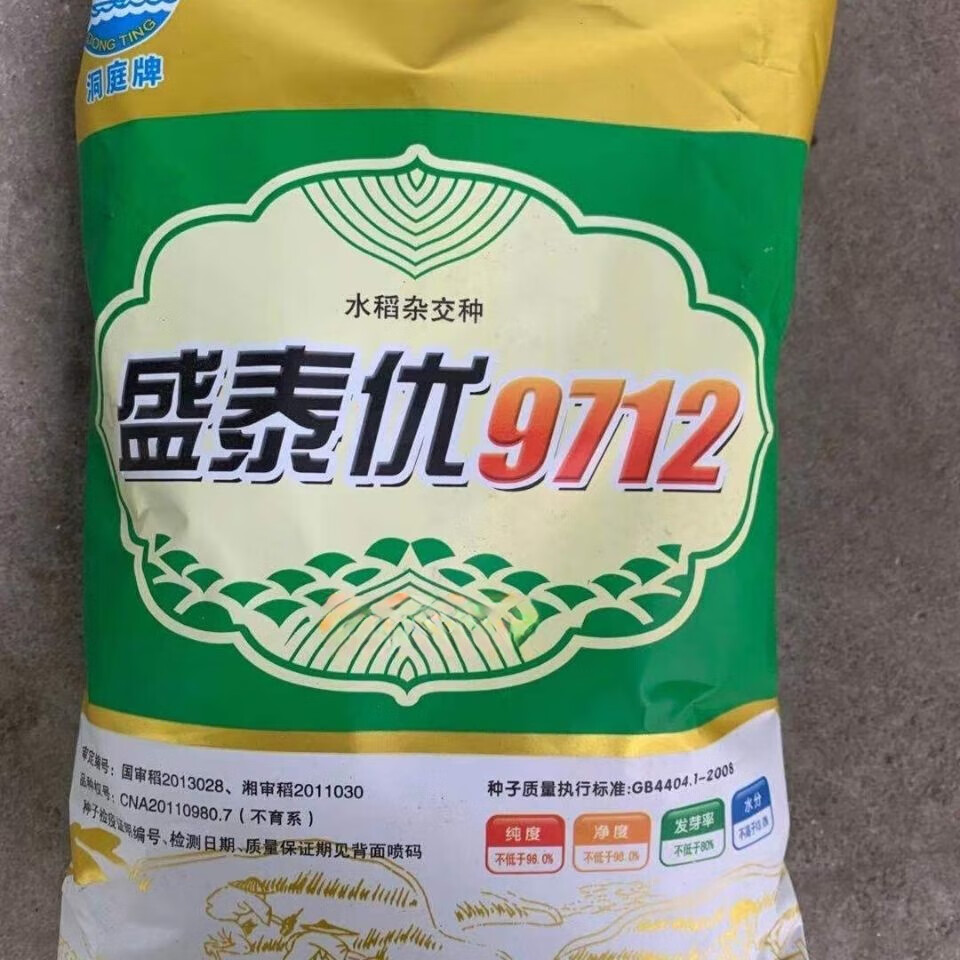 DONG TING
洞庭牌
水稻杂交种
盛泰优9712
审定编号：国审稻2013028、湘审稻2011030
品种权号：CNA20110980.7（不育系）
种子检疫证明编号、检测日期、质量保证期见背面喷码
种子质量执行标准:GB4404.1-2008
纯度
不低于96.0%
净度
不低于98.0%
发芽率
不低于80%
水分